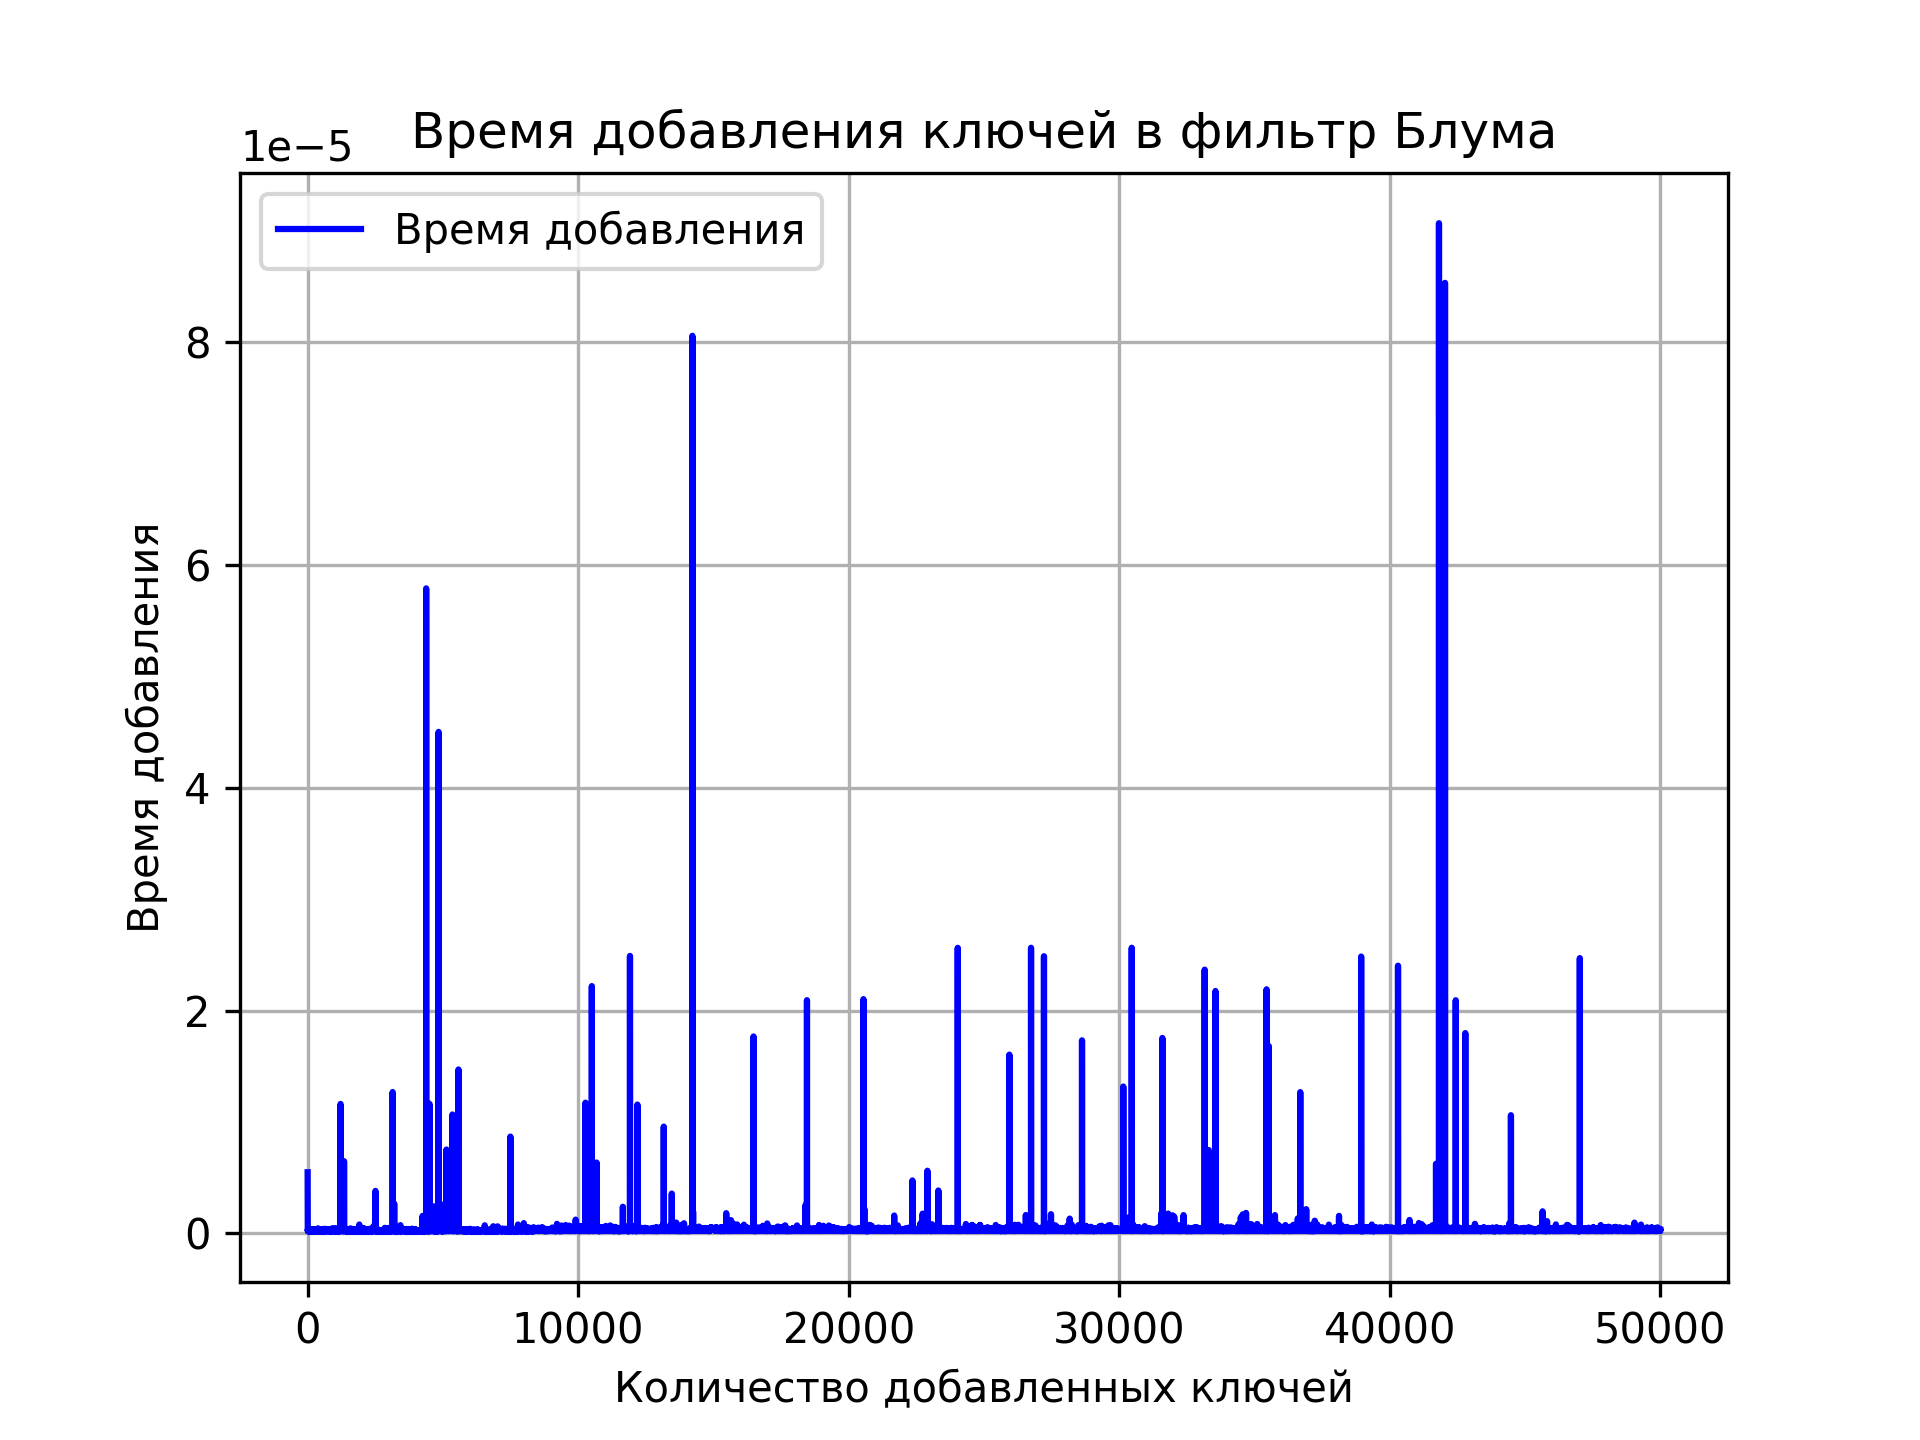 Время добавления ключей в фильтр Блума
1e−5
Время добавления
8
6
4
2
0
Время добавления
0 10000 20000 30000 40000 50000
Количество добавленных ключей